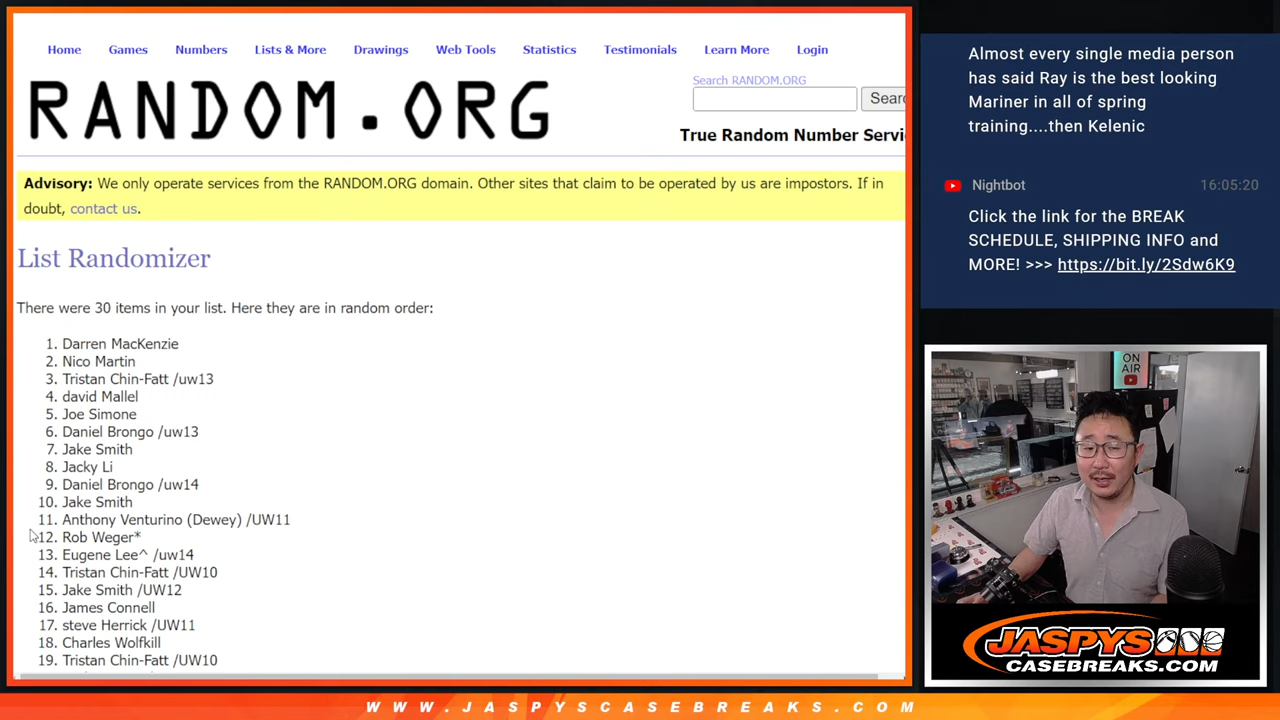 Home Games Numbers Lists & More Drawings Web Tools Statistics Testimonials Learn More Login
RANDOM.ORG
Search RANDOM.ORG
Searc
True Random Number Servi
Advisory: We only operate services from the RANDOM.ORG domain. Other sites that claim to be operated by us are impostors. If in
doubt, contact us.
List Randomizer
There were 30 items in your list. Here they are in random order:
1. Darren MacKenzie
2. Nico Martin
3. Tristan Chin-Fatt /uw13
4. david Mallel
5. Joe Simone
6. Daniel Brongo /uw13
7. Jake Smith
8. Jacky Li
9. Daniel Brongo /uw14
10. Jake Smith
11. Anthony Venturino (Dewey) /UW11
12. Rob Weger*
13. Eugene Lee^ /uw14
14. Tristan Chin-Fatt /UW10
15. Jake Smith /UW12
16. James Connell
17. steve Herrick /UW11
18. Charles Wolfkill
19. Tristan Chin-Fatt /UW10
Almost every single media person
has said Ray is the best looking
Mariner in all of spring
training....then Kelenic
Nightbot 16:05:20
Click the link for the BREAK
SCHEDULE, SHIPPING INFO and
MORE! >>> https://bit.ly/2Sdw6K9
ON
AIR
JASPYS
CASEBREAKS.COM
WWW.JASPYSCASEBREAKS.COM